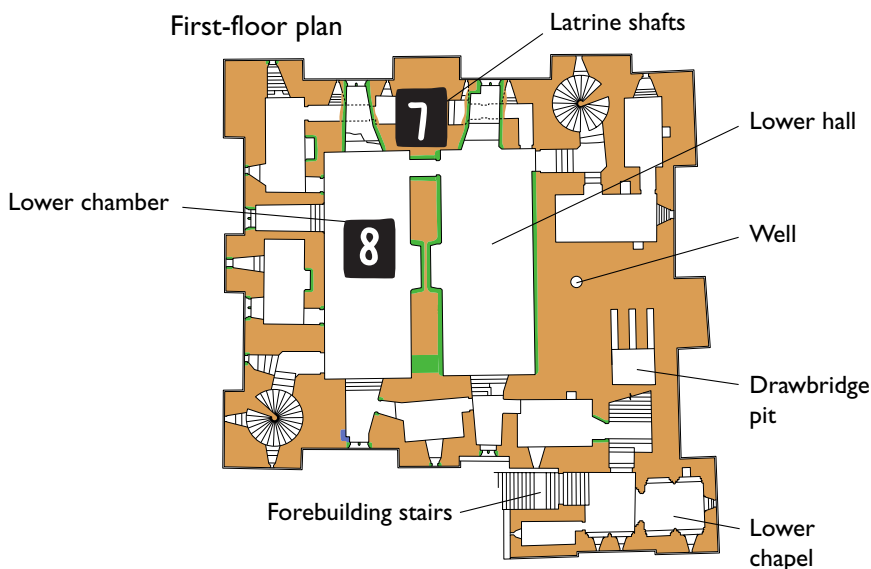 First-floor plan
Latrine shafts
7
Lower hall
Lower chamber
8
Well
Drawbridge
pit
Forebuilding stairs
Lower
chapel